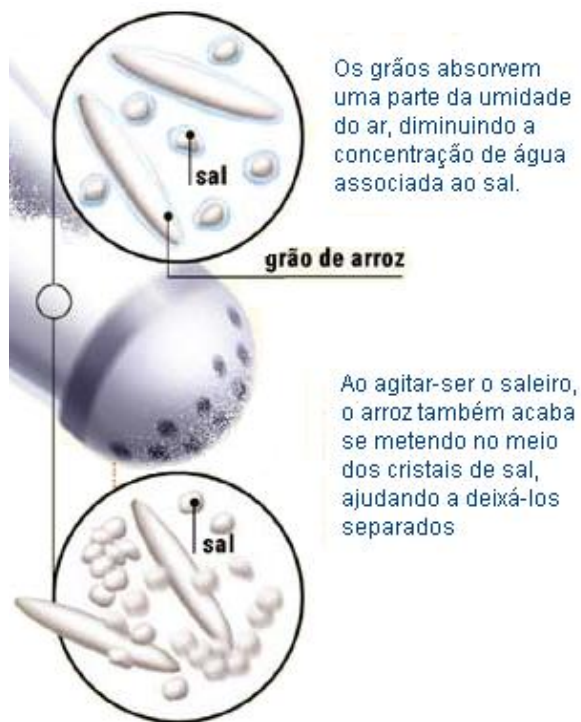 Os grãos absorvem
uma parte da umidade
do ar, diminuindo a
concentração de água
associada ao sal.
sal
grão de arroz
Ao agitar-ser o saleiro,
o arroz também acaba
se metendo no meio
dos cristais de sal,
ajudando a deixá-los
separados
sal